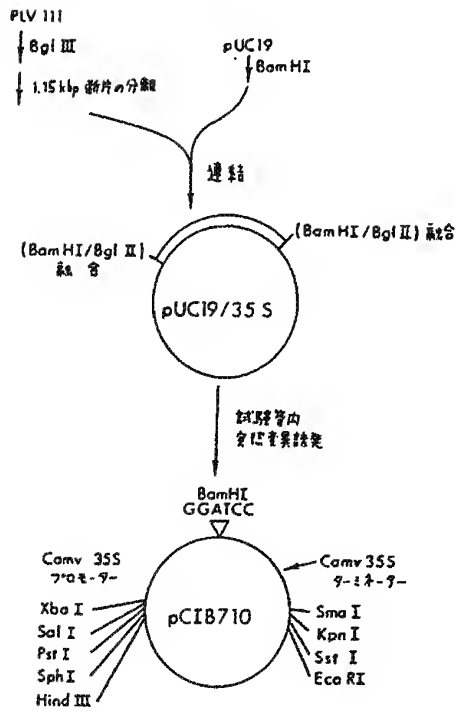 PLV 111
Bgl III
1.15 kbp 断片の分離
pUC19
BamHI
連結
(BamHI/Bgl II)
融合
(BamHI/Bgl II) 融合
pUC19/35 S
試験管内
突然変異誘発
BamHI
GGATCC
Camv 35S
プロモーター
Camv 35S
ターミネーター
pCIB710
Xba I
Sal I
Pst I
Sph I
Hind III
Sma I
Kpn I
Sst I
Eco RI